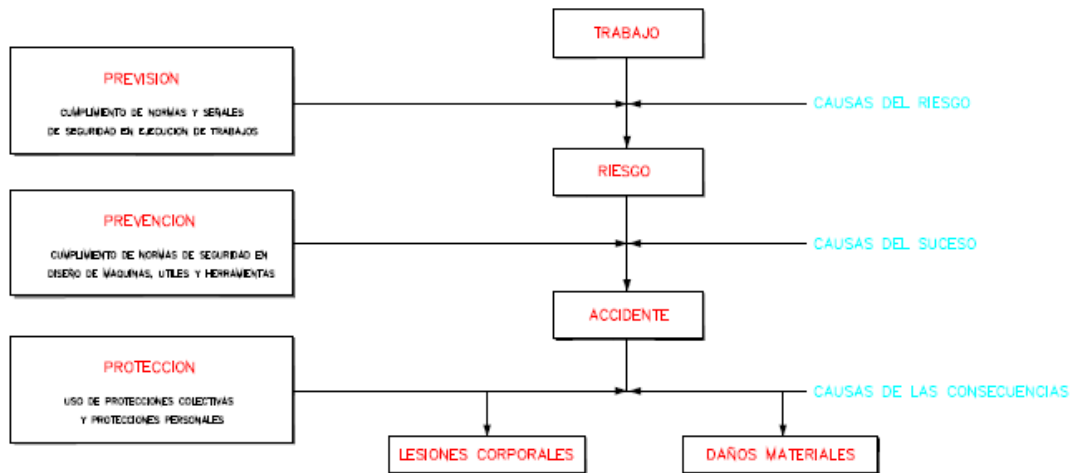 TRABAJO
PREVISION
CUMPLIMIENTO DE NORMAS Y SEÑALES
DE SEGURIDAD EN EJECUCION DE TRABAJOS
CAUSAS DEL RIESGO
RIESGO
PREVENCION
CUMPLIMIENTO DE NORMAS DE SEGURIDAD EN
DISEÑO DE MAQUINAS, UTILES Y HERRAMIENTAS
CAUSAS DEL SUCESO
ACCIDENTE
PROTECCION
USO DE PROTECCIONES COLECTIVAS
Y PROTECCIONES PERSONALES
CAUSAS DE LAS CONSECUENCIAS
LESIONES CORPORALES
DAÑOS MATERIALES